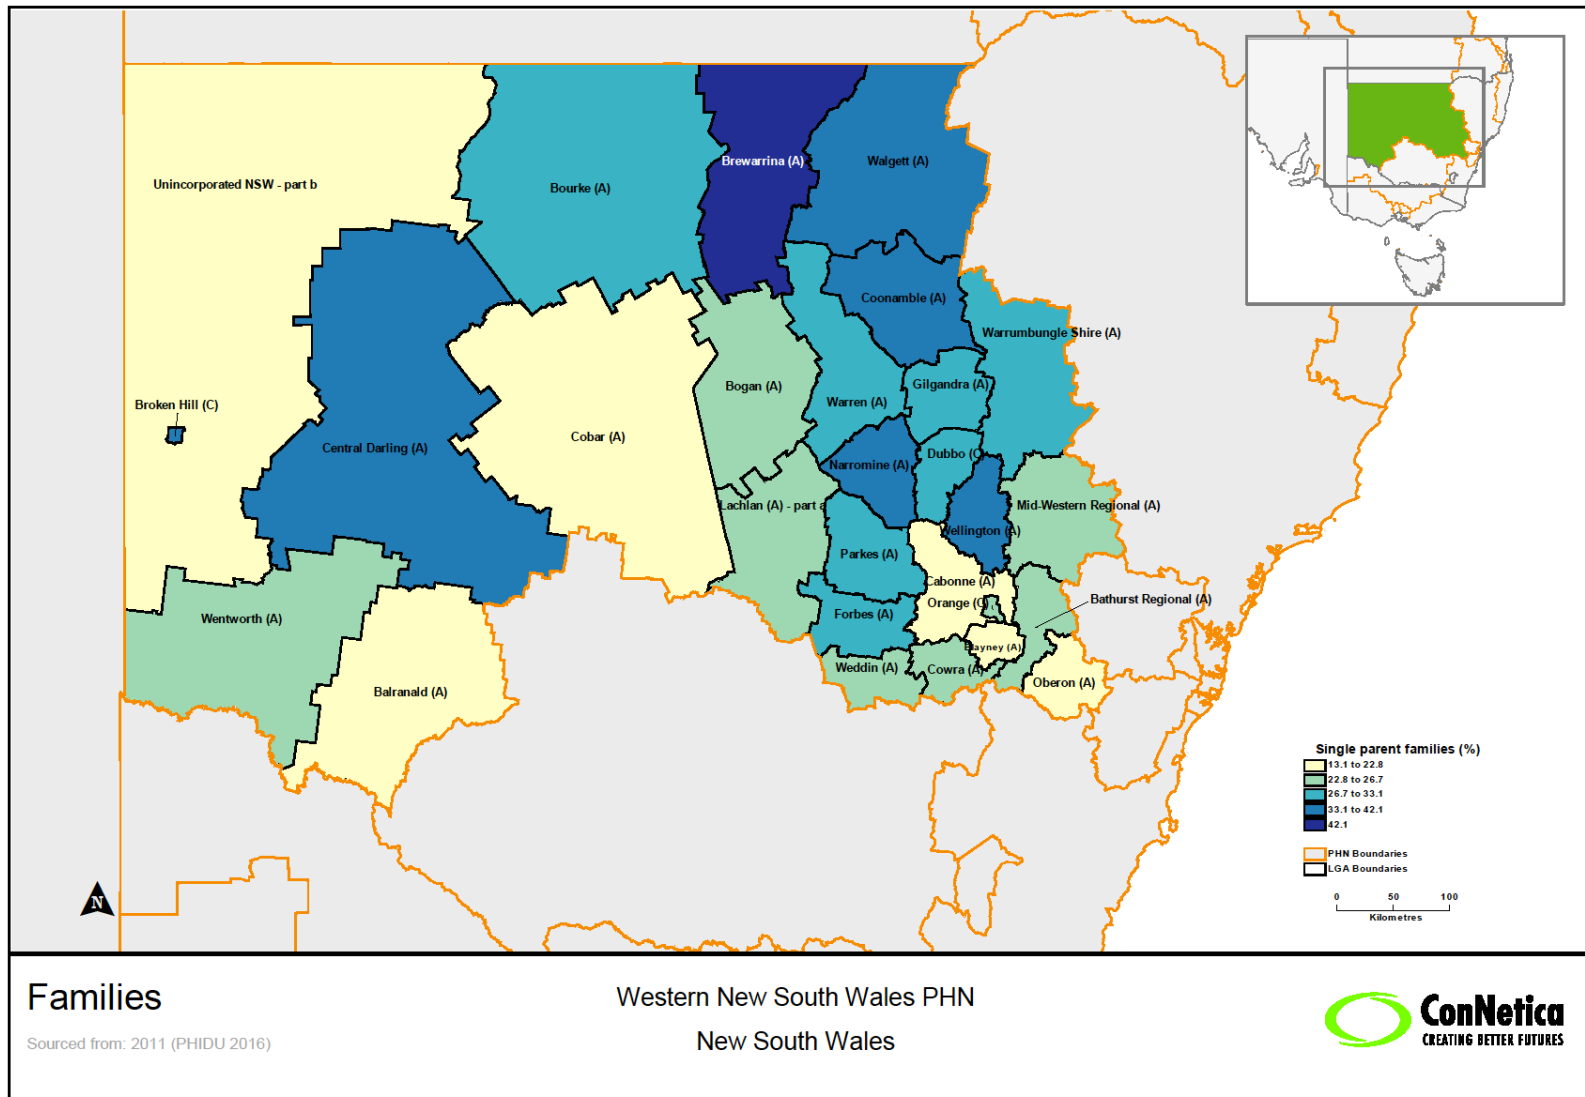 Unincorporated NSW - part b
Bourke (A)
Brewarrina (A)
Walgett (A)
Coonamble (A)
Warrumbungle Shire (A)
Bogan (A)
Gilgandra (A)
Warren (A)
Broken Hill (C)
Central Darling (A)
Cobar (A)
Dubbo (C)
Narromine (A)
Lachlan (A) - part a
Mid-Western Regional (A)
Wellington (A)
Parkes (A)
Cabonne (A)
Orange (C)
Bathurst Regional (A)
Wentworth (A)
Forbes (A)
Blayney (A)
Weddin (A)
Cowra (A)
Oberon (A)
Balranald (A)
Single parent families (%)
13.1 to 22.8
22.8 to 26.7
26.7 to 33.1
33.1 to 42.1
42.1
PHN Boundaries
LGA Boundaries
0 50 100
Kilometres
N
Families
Sourced from: 2011 (PHIDU 2016)
Western New South Wales PHN
New South Wales
ConNetica
CREATING BETTER FUTURES